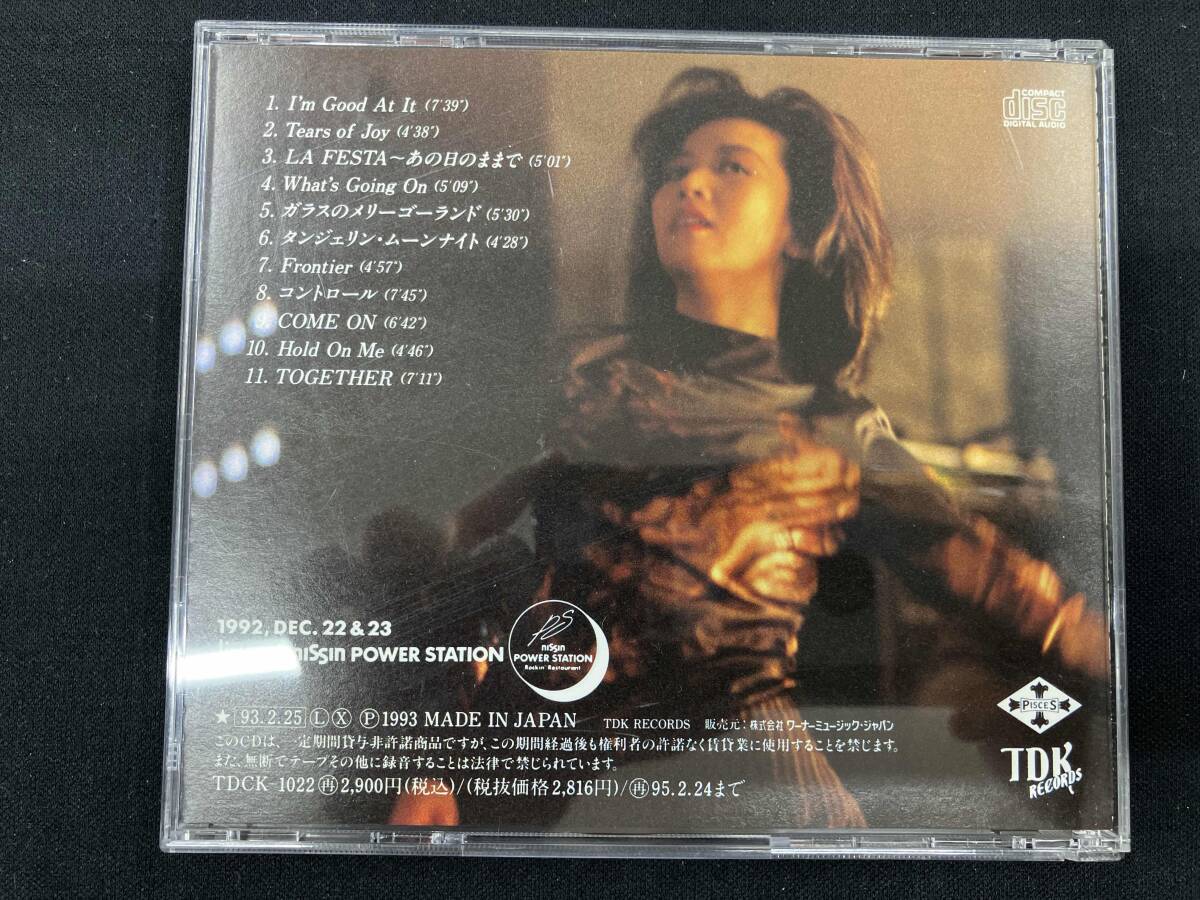 1. I'm Good At It (7'39")
2. Tears of Joy (4'38")
3. LA FESTA〜あの日のままで (5'01")
4. What's Going On (5'09")
5. ガラスのメリーゴーランド (5'30")
6. タンジェリン・ムーンナイト (4'28")
7. Frontier (4'57")
8. コントロール (7'45")
9. COME ON (6'42")
10. Hold On Me (4'46")
11. TOGETHER (7'11")
COMPACT
disc
DIGITAL AUDIO
1992, DEC. 22 & 23
nissin POWER STATION
PS
nissin
POWER STATION
Rockin' Restaurant
★ 93.2.25 Ⓛ Ⓧ Ⓟ1993 MADE IN JAPAN TDK RECORDS 販売元:株式会社 ワーナーミュージック・ジャパン
このCDは、一定期間貸与非許諾商品ですが、この期間経過後も権利者の許諾なく賃貸業に使用することを禁じます。
また、無断でテープその他に録音することは法律で禁じられています。
TDCK-1022 ㊢2,900円(税込)/(税抜価格2,816円)/㊢95.2.24まで
PISCES
TDK
RECORDS